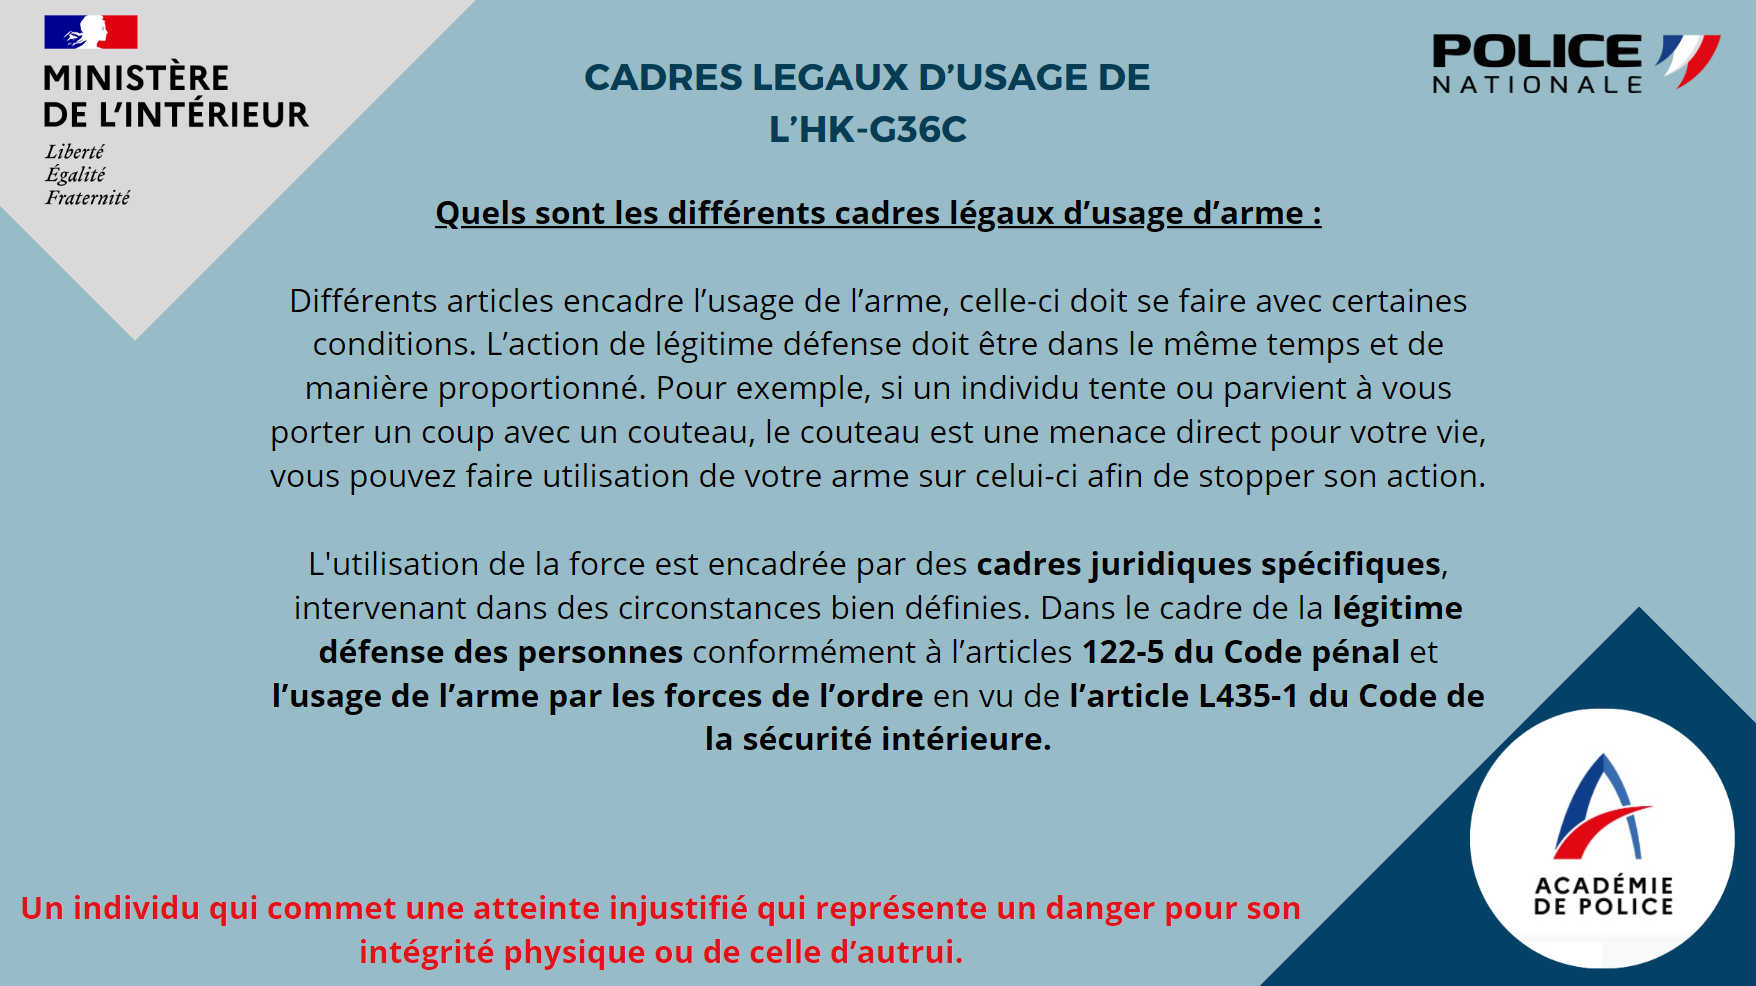 MINISTÈRE
DE L’INTÉRIEUR
Liberté
Égalité
Fraternité
POLICE
NATIONALE
CADRES LEGAUX D’USAGE DE
L’HK-G36C
Quels sont les différents cadres légaux d’usage d’arme :
Différents articles encadre l’usage de l’arme, celle-ci doit se faire avec certaines
conditions. L’action de légitime défense doit être dans le même temps et de
manière proportionné. Pour exemple, si un individu tente ou parvient à vous
porter un coup avec un couteau, le couteau est une menace direct pour votre vie,
vous pouvez faire utilisation de votre arme sur celui-ci afin de stopper son action.
L'utilisation de la force est encadrée par des cadres juridiques spécifiques,
intervenant dans des circonstances bien définies. Dans le cadre de la légitime
défense des personnes conformément à l’articles 122-5 du Code pénal et
l’usage de l’arme par les forces de l’ordre en vu de l’article L435-1 du Code de
la sécurité intérieure.
Un individu qui commet une atteinte injustifié qui représente un danger pour son
intégrité physique ou de celle d’autrui.
ACADÉMIE
DE POLICE